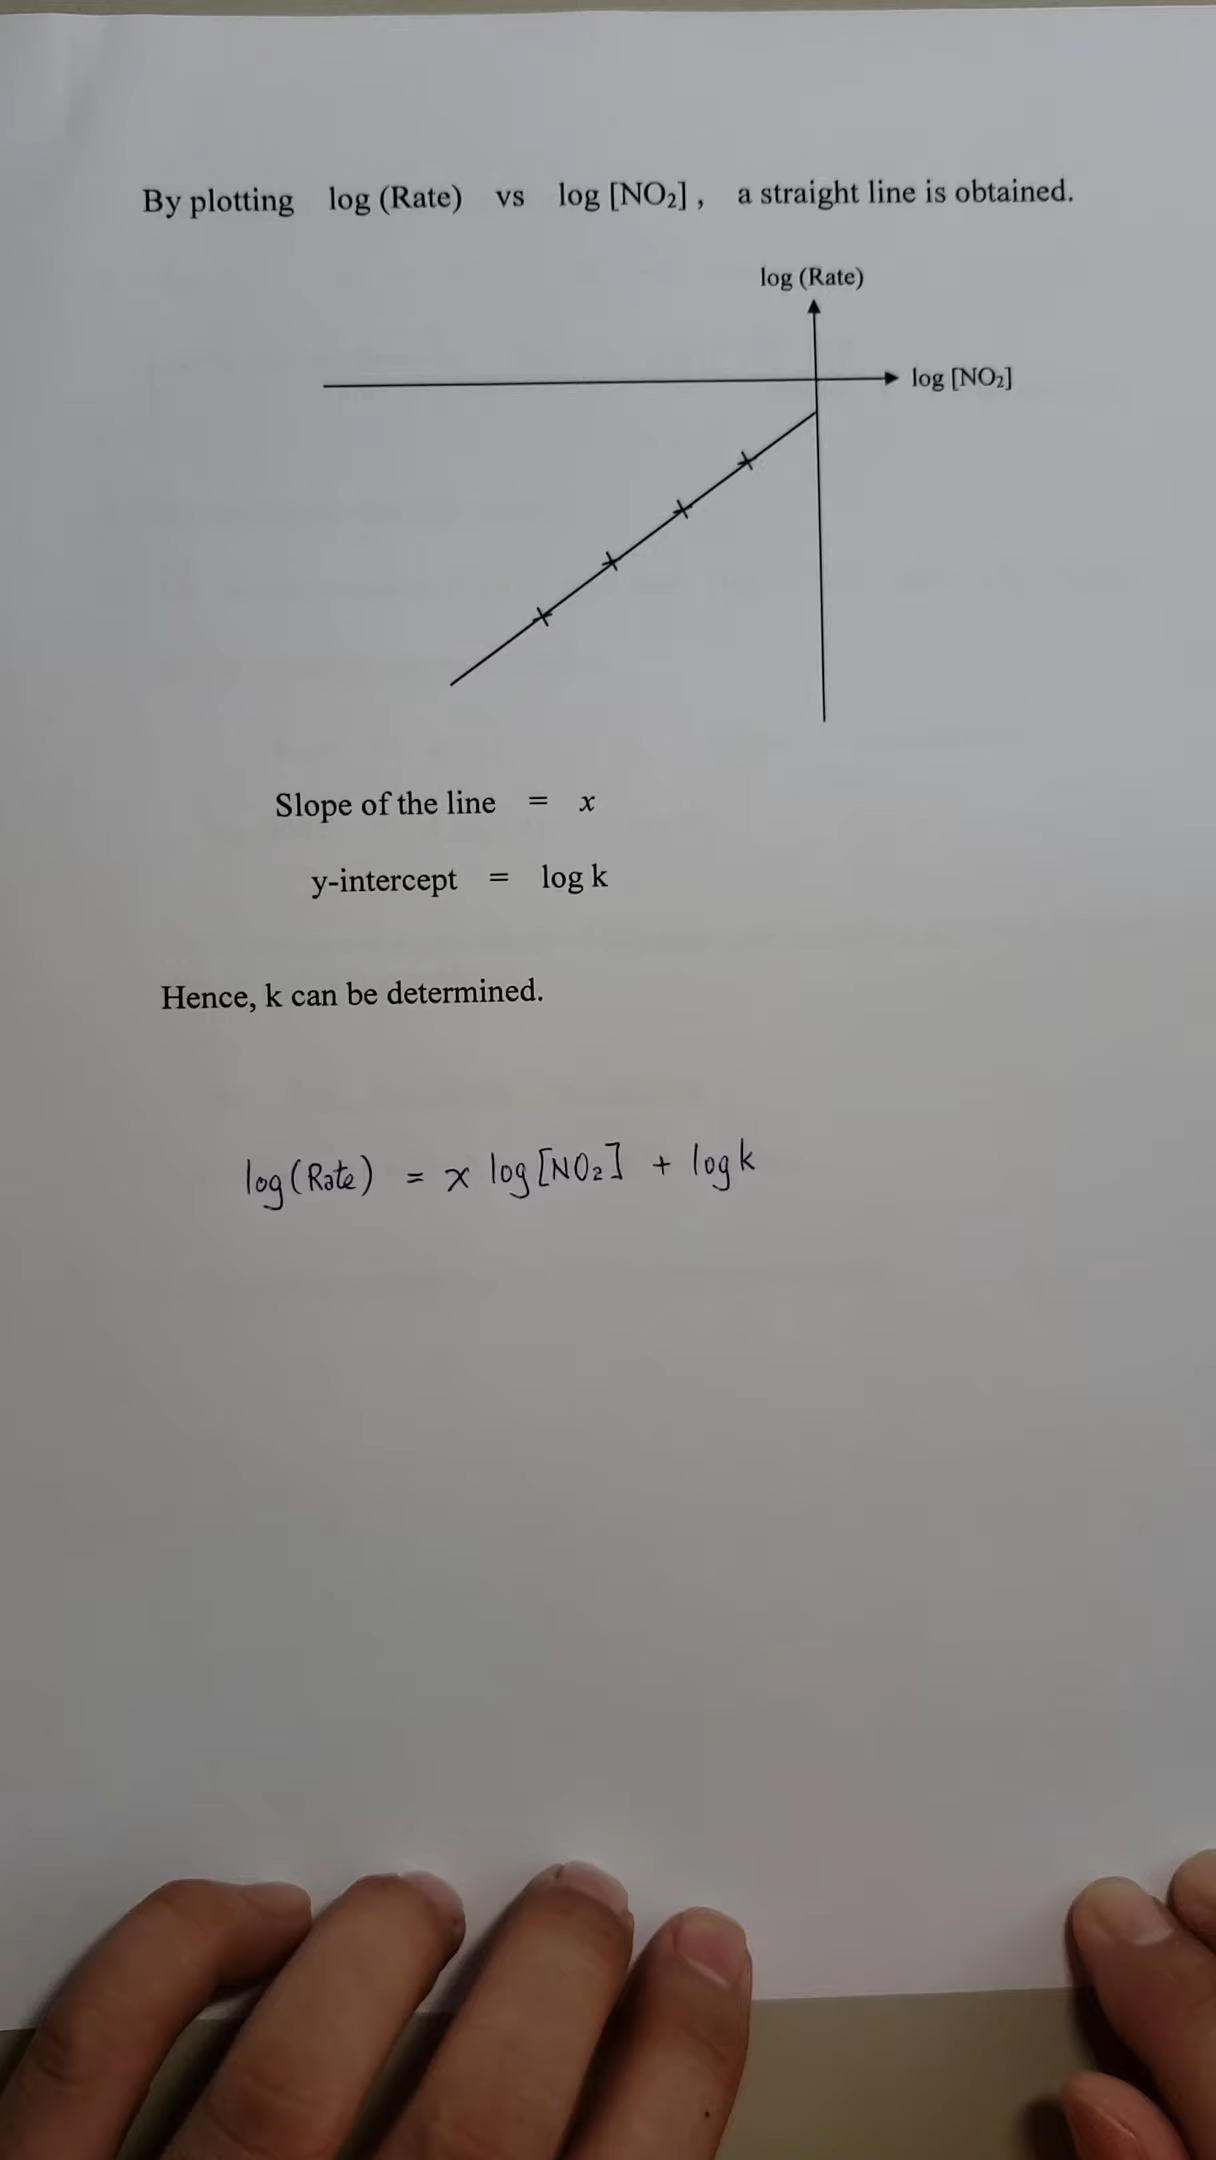 By plotting log (Rate) vs log [NO₂] , a straight line is obtained.
log (Rate)
log [NO₂]
Slope of the line = x
y-intercept = log k
Hence, k can be determined.
log(Rate) = x log[NO₂] + log k